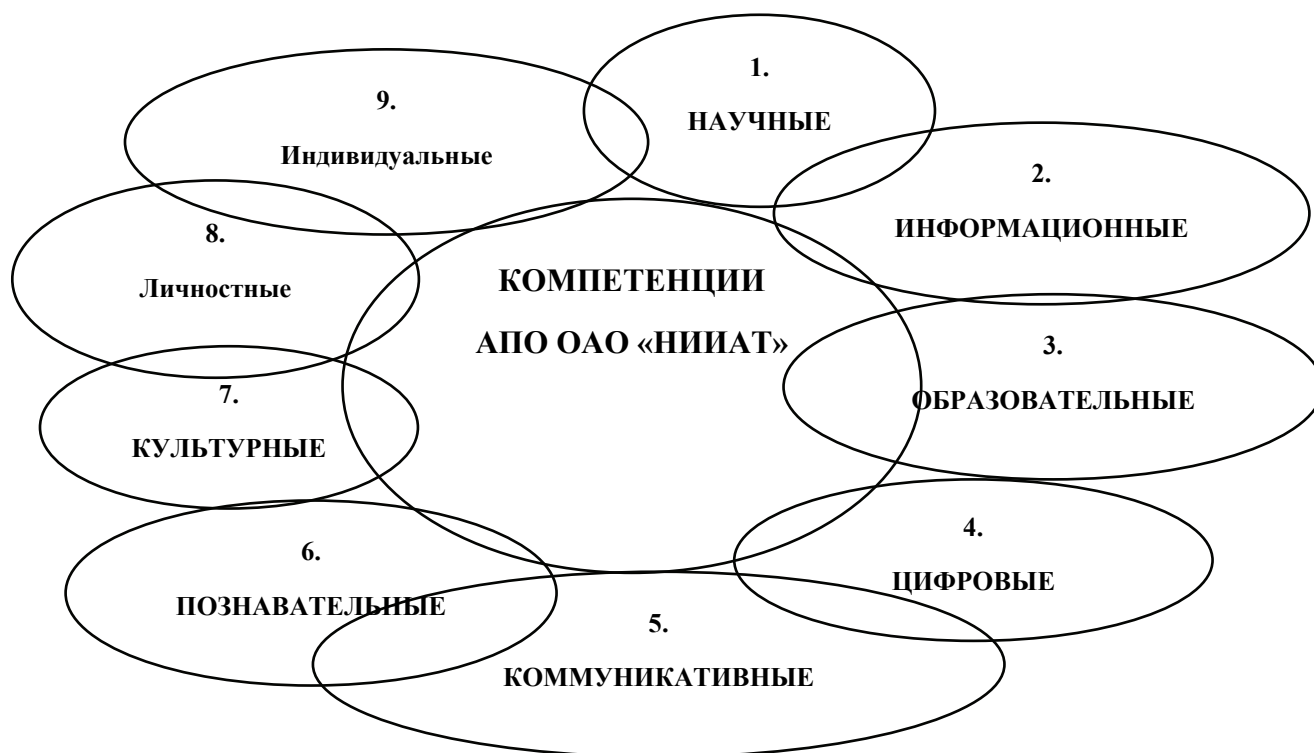 КОМПЕТЕНЦИИ
АПО ОАО «НИИАТ»
1.
НАУЧНЫЕ
2.
ИНФОРМАЦИОННЫЕ
3.
ОБРАЗОВАТЕЛЬНЫЕ
4.
ЦИФРОВЫЕ
5.
КОММУНИКАТИВНЫЕ
6.
ПОЗНАВАТЕЛЬНЫЕ
7.
КУЛЬТУРНЫЕ
8.
Личностные
9.
Индивидуальные